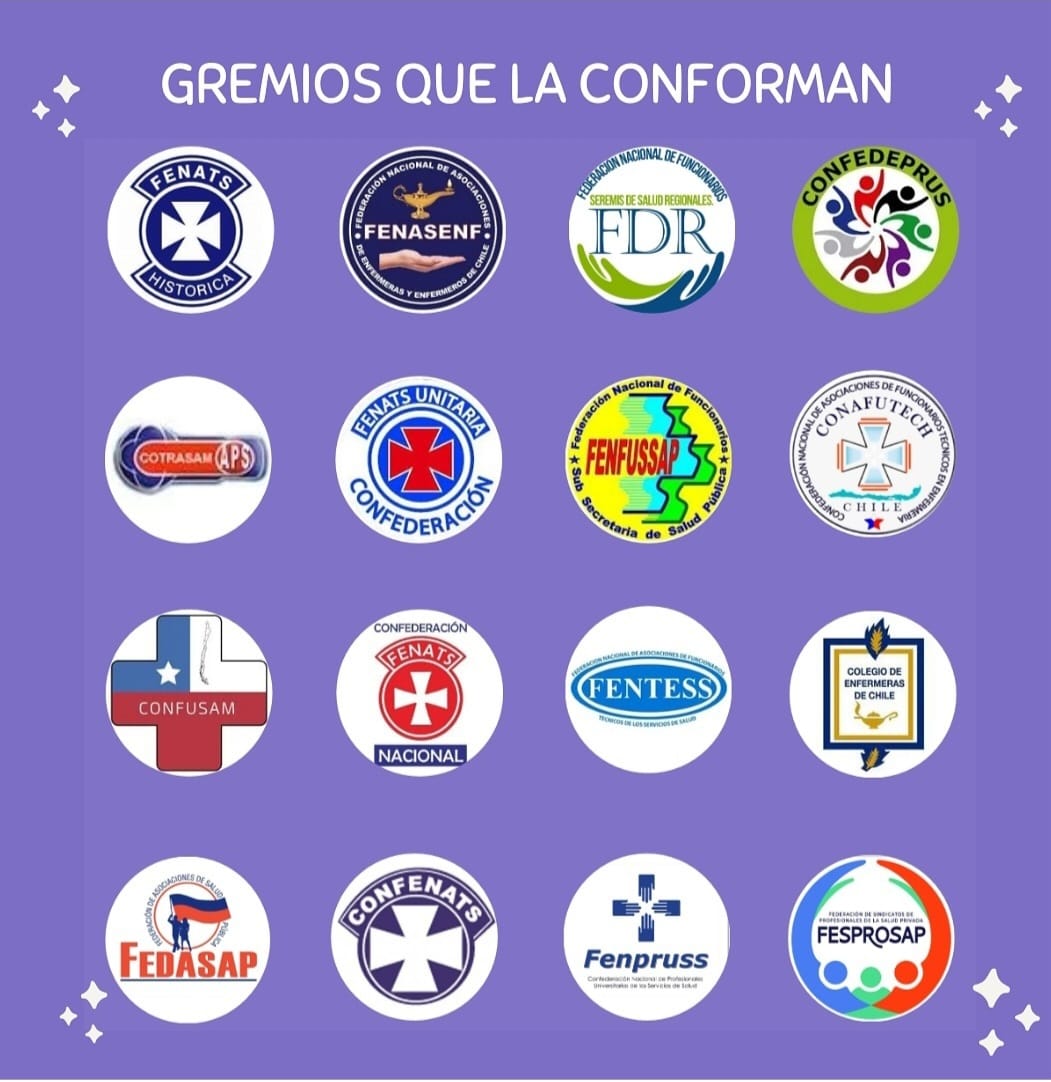 GREMIOS QUE LA CONFORMAN
FENATS
HISTORICA
FEDERACIÓN NACIONAL DE ASOCIACIONES
FENASENF
DE ENFERMERAS Y ENFERMEROS DE CHILE
FEDERACIÓN NACIONAL DE FUNCIONARIOS
SEREMIS DE SALUD REGIONALES.
FDR
CONFEDEPRUS
COTRASAM APS
FENATS UNITARIA
CONFEDERACIÓN
Federación Nacional de Funcionarios
FENFUSSAP
Sub Secretaria de Salud Pública
CONFEDERACIÓN NACIONAL DE ASOCIACIONES DE FUNCIONARIOS TECNICOS EN ENFERMERIA
CONAFUTECH
CHILE
CONFUSAM
CONFEDERACIÓN
FENATS
NACIONAL
FEDERACION NACIONAL DE ASOCIACIONES DE FUNCIONARIOS
FENTESS
TECNICOS DE LOS SERVICIOS DE SALUD
COLEGIO DE
ENFERMERAS
DE CHILE
FEDERACIÓN DE ASOCIACIONES DE SALUD PÚBLICA
FEDASAP
CONFENATS
Fenpruss
Confederación Nacional de Profesionales
Universitarios de los Servicios de Salud
FEDERACIÓN DE SINDICATOS DE
PROFESIONALES DE LA SALUD PRIVADA
FESPROSAP